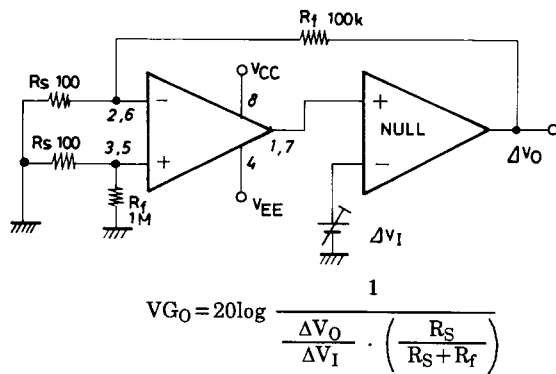 Rf 100k
VCC
Rs 100
8
2,6
−
+
NULL
−
ΔVO
Rs 100
3,5
+
4
1,7
Rf
1M
VEE
ΔVI
VGO=20log 1 / (ΔVO/ΔVI · (RS/(RS+Rf)))